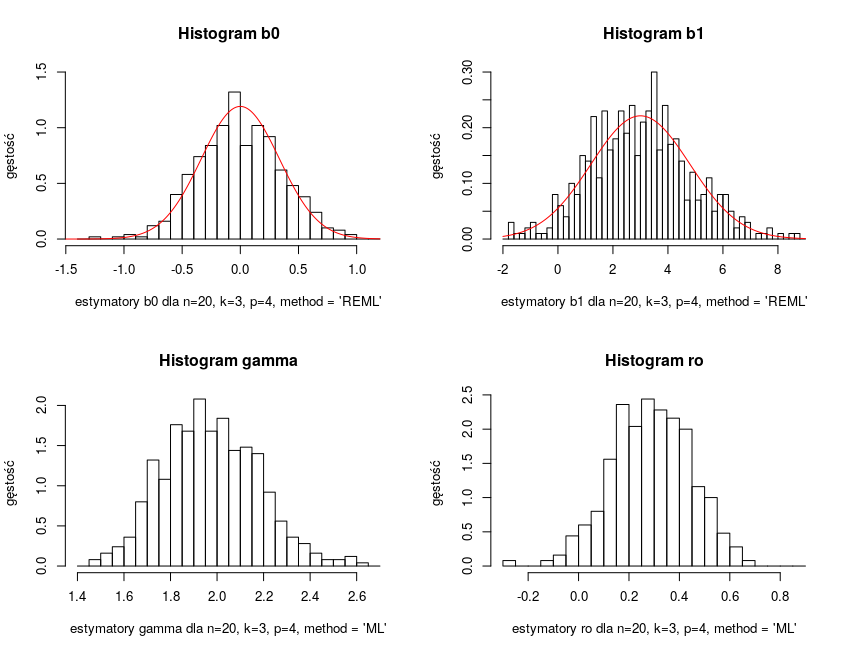 Histogram b0
gęstość
1.5
1.0
0.5
0.0
-1.5 -1.0 -0.5 0.0 0.5 1.0
estymatory b0 dla n=20, k=3, p=4, method = 'REML'
Histogram b1
gęstość
0.30
0.20
0.10
0.00
-2 0 2 4 6 8
estymatory b1 dla n=20, k=3, p=4, method = 'REML'
Histogram gamma
gęstość
2.0
1.5
1.0
0.5
0.0
1.4 1.6 1.8 2.0 2.2 2.4 2.6
estymatory gamma dla n=20, k=3, p=4, method = 'ML'
Histogram ro
gęstość
2.5
2.0
1.5
1.0
0.5
0.0
-0.2 0.0 0.2 0.4 0.6 0.8
estymatory ro dla n=20, k=3, p=4, method = 'ML'